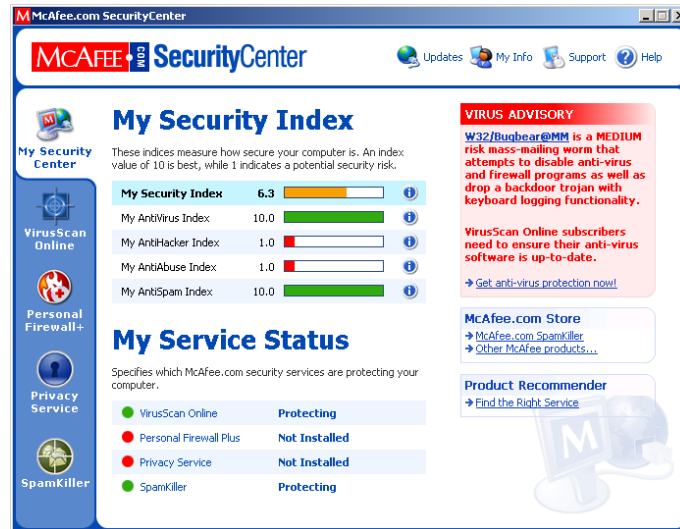 McAfee.com SecurityCenter
McAFEE.COM SecurityCenter
Updates
My Info
Support
Help
My Security
Center
VirusScan
Online
Personal
Firewall+
Privacy
Service
SpamKiller
My Security Index
These indices measure how secure your computer is. An index
value of 10 is best, while 1 indicates a potential security risk.
My Security Index 6.3
My AntiVirus Index 10.0
My AntiHacker Index 1.0
My AntiAbuse Index 1.0
My AntiSpam Index 10.0
My Service Status
Specifies which McAfee.com security services are protecting your
computer.
VirusScan Online Protecting
Personal Firewall Plus Not Installed
Privacy Service Not Installed
SpamKiller Protecting
VIRUS ADVISORY
W32/Bugbear@MM is a MEDIUM
risk mass-mailing worm that
attempts to disable anti-virus
and firewall programs as well as
drop a backdoor trojan with
keyboard logging functionality.
VirusScan Online subscribers
need to ensure their anti-virus
software is up-to-date.
Get anti-virus protection now!
McAfee.com Store
McAfee.com SpamKiller
Other McAfee products...
Product Recommender
Find the Right Service